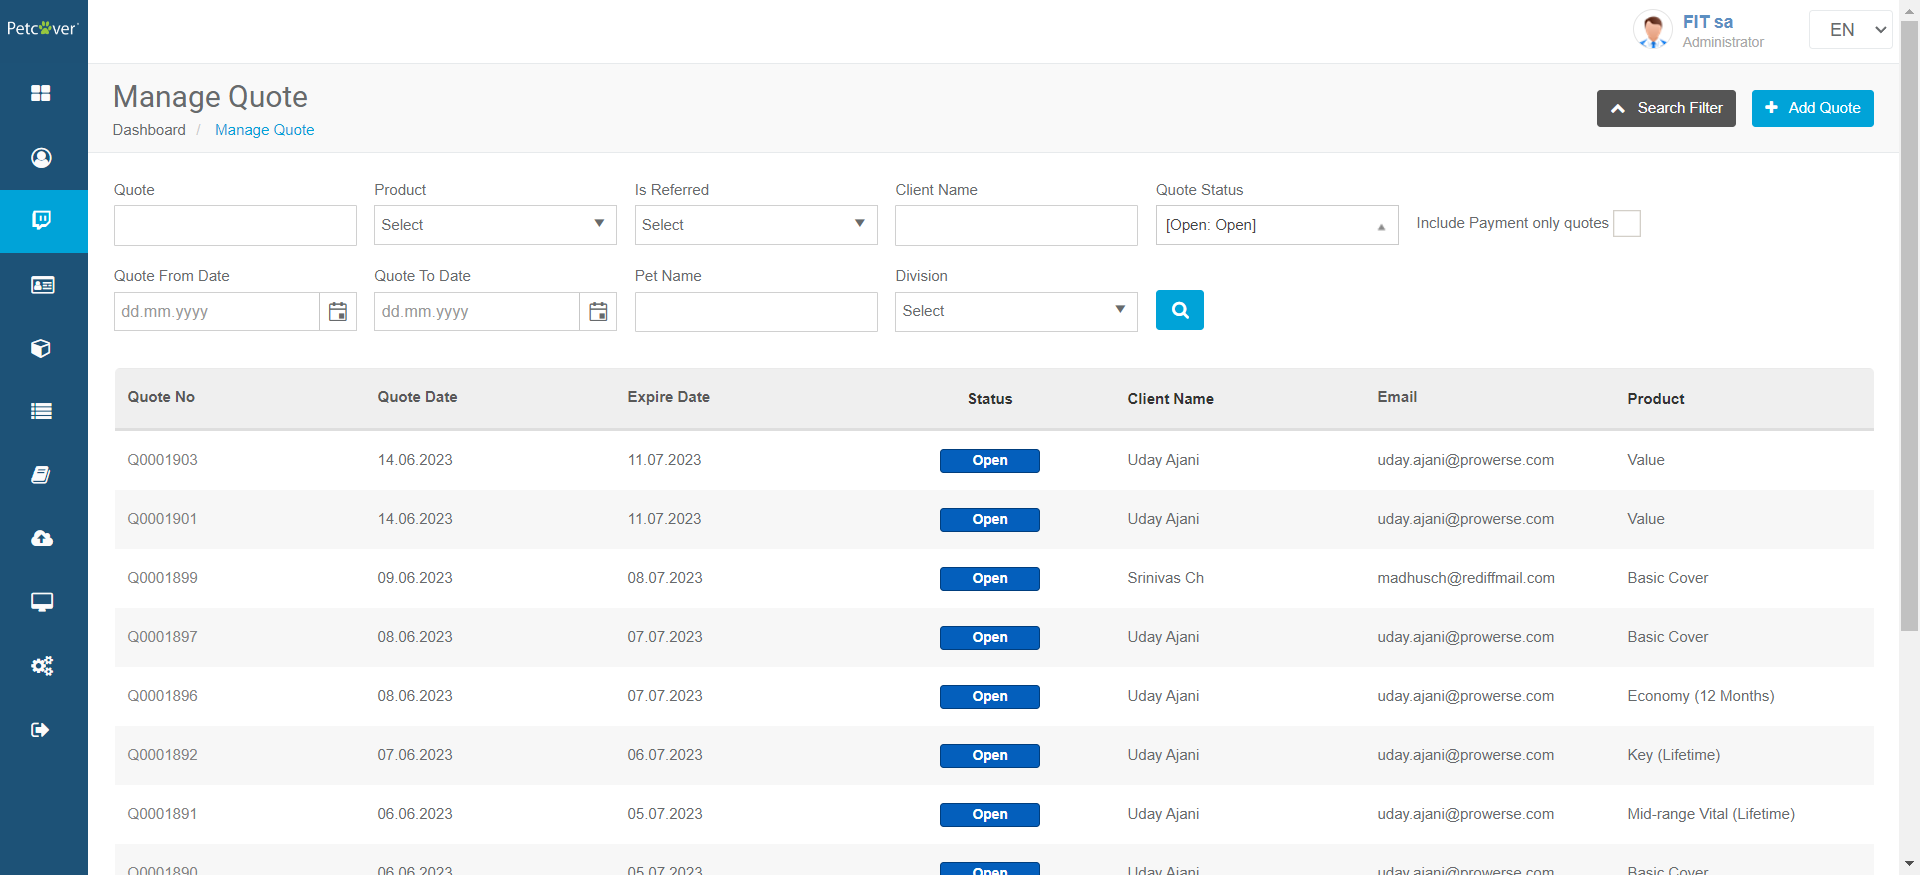 Petcover
FIT sa
Administrator
EN
Manage Quote
Dashboard / Manage Quote
Search Filter
Add Quote
Quote
Product
Is Referred
Client Name
Quote Status
Select
Select
[Open: Open]
Include Payment only quotes
Quote From Date
Quote To Date
Pet Name
Division
dd.mm.yyyy
dd.mm.yyyy
Select
Quote No Quote Date Expire Date Status Client Name Email Product
Q0001903 14.06.2023 11.07.2023 Open Uday Ajani uday.ajani@prowerse.com Value
Q0001901 14.06.2023 11.07.2023 Open Uday Ajani uday.ajani@prowerse.com Value
Q0001899 09.06.2023 08.07.2023 Open Srinivas Ch madhusch@rediffmail.com Basic Cover
Q0001897 08.06.2023 07.07.2023 Open Uday Ajani uday.ajani@prowerse.com Basic Cover
Q0001896 08.06.2023 07.07.2023 Open Uday Ajani uday.ajani@prowerse.com Economy (12 Months)
Q0001892 07.06.2023 06.07.2023 Open Uday Ajani uday.ajani@prowerse.com Key (Lifetime)
Q0001891 06.06.2023 05.07.2023 Open Uday Ajani uday.ajani@prowerse.com Mid-range Vital (Lifetime)
Q0001890 06.06.2023 05.07.2023 Open Uday Ajani uday.ajani@prowerse.com Basic Cover